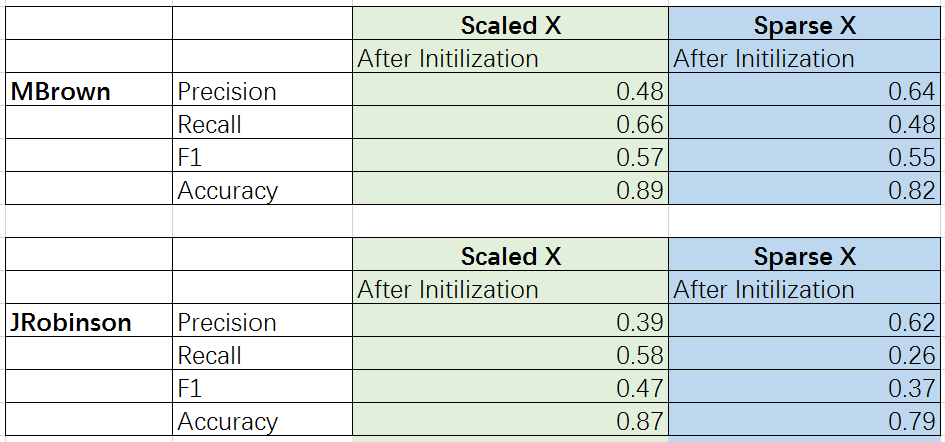 Scaled X Sparse X
After Initilization After Initilization
MBrown Precision 0.48 0.64
Recall 0.66 0.48
F1 0.57 0.55
Accuracy 0.89 0.82
Scaled X Sparse X
After Initilization After Initilization
JRobinson Precision 0.39 0.62
Recall 0.58 0.26
F1 0.47 0.37
Accuracy 0.87 0.79